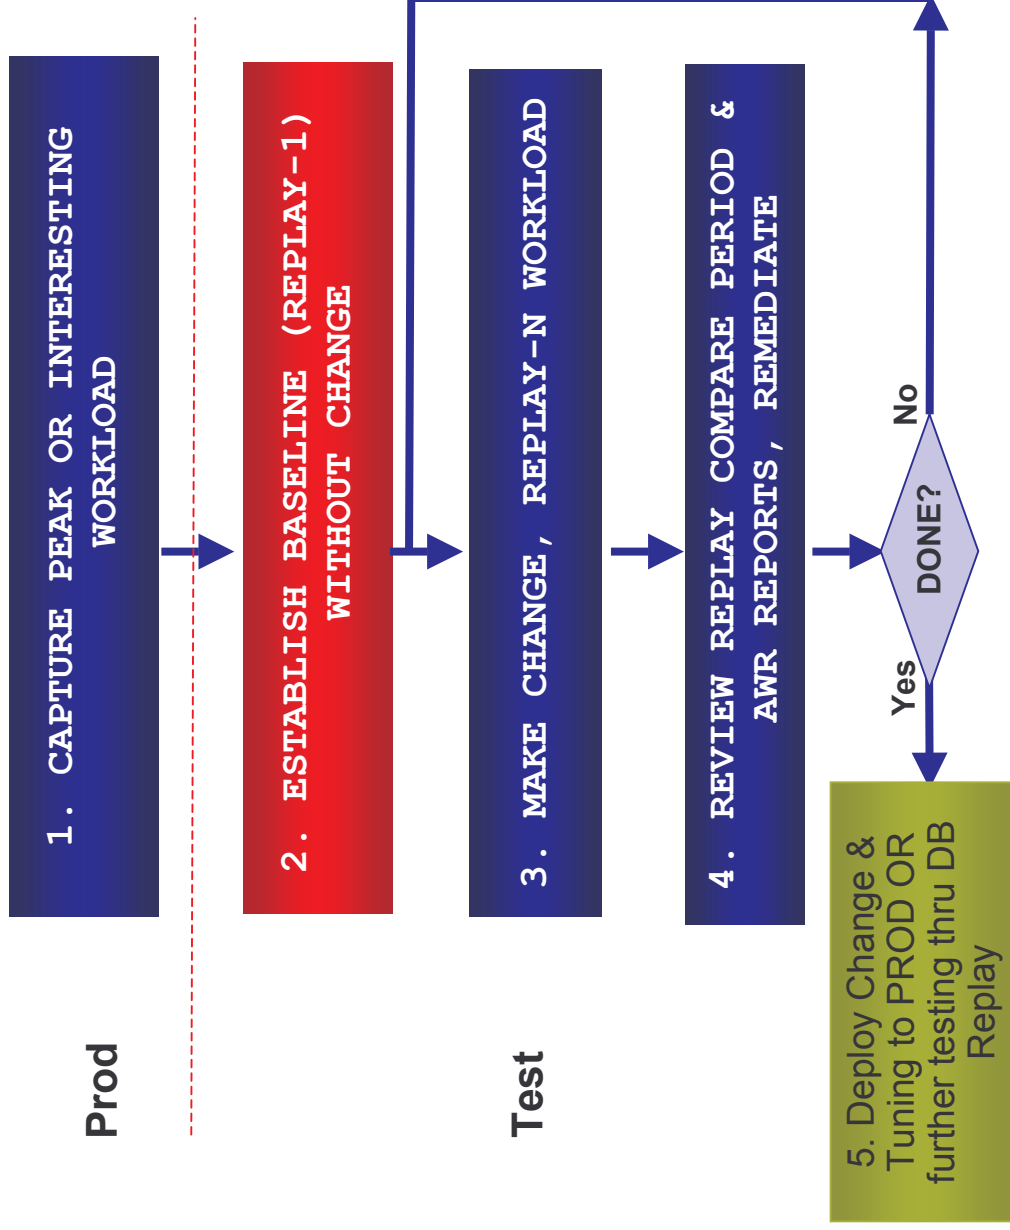 Prod
1. CAPTURE PEAK OR INTERESTING
WORKLOAD
Test
2. ESTABLISH BASELINE (REPLAY-1)
WITHOUT CHANGE
3. MAKE CHANGE, REPLAY-N WORKLOAD
4. REVIEW REPLAY COMPARE PERIOD &
AWR REPORTS, REMEDIATE
Yes
DONE?
No
5. Deploy Change &
Tuning to PROD OR
further testing thru DB
Replay